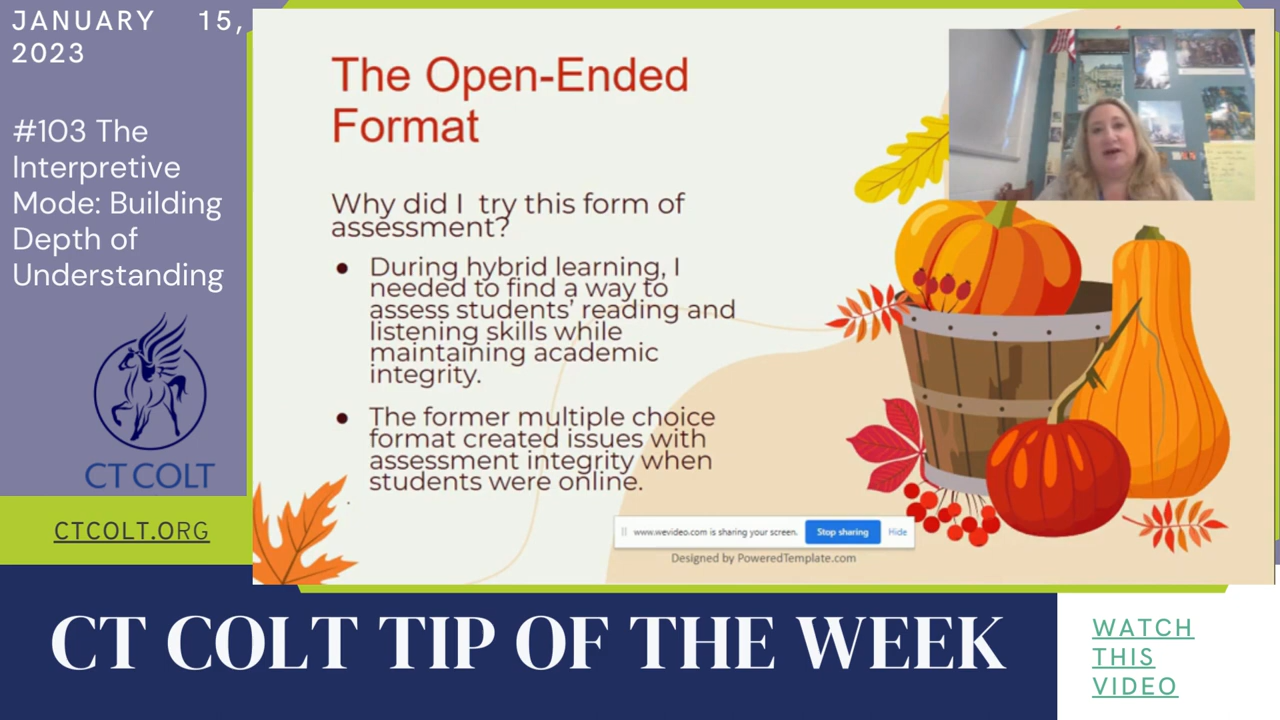 JANUARY 15,
2023
#103 The
Interpretive
Mode: Building
Depth of
Understanding
CT COLT
CTCOLT.ORG
The Open-Ended
Format
Why did I try this form of
assessment?
• During hybrid learning, I
needed to find a way to
assess students' reading and
listening skills while
maintaining academic
integrity.
• The former multiple choice
format created issues with
assessment integrity when
students were online.
www.wevideo.com is sharing your screen. Stop sharing Hide
Designed by PoweredTemplate.com
CT COLT TIP OF THE WEEK
WATCH
THIS
VIDEO